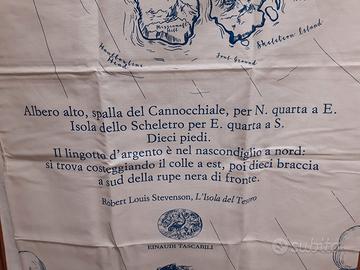 Skeleton Island
Albero alto, spalla del Cannocchiale, per N. quarta a E.
Isola dello Scheletro per E. quarta a S.
Dieci piedi.
Il lingotto d'argento è nel nascondiglio a nord:
si trova costeggiando il colle a est, poi dieci braccia
a sud della rupe nera di fronte.
Robert Louis Stevenson, L'Isola del Tesoro
EINAUDI TASCABILI
subito